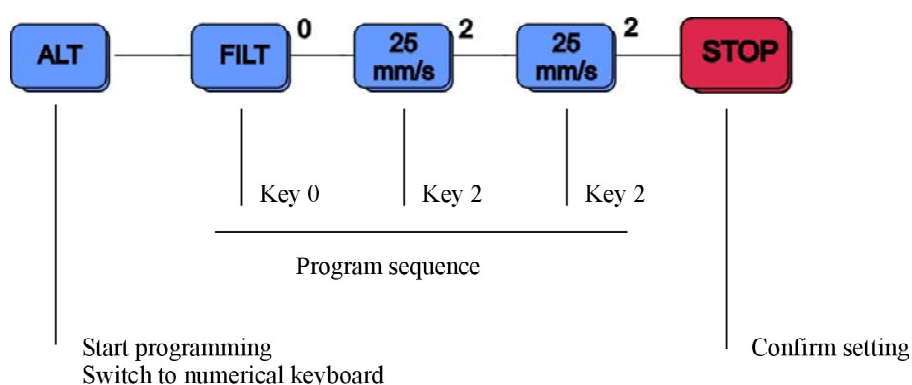 ALT
FILT 0
25 mm/s 2
25 mm/s 2
STOP
Key 0
Key 2
Key 2
Program sequence
Start programming
Switch to numerical keyboard
Confirm setting